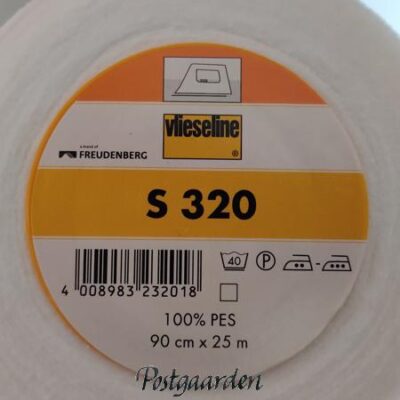 vlieseline
®
a brand of
FREUDENBERG
S 320
40 P
4 008983 232018
100% PES
90 cm x 25 m
Postgaarden